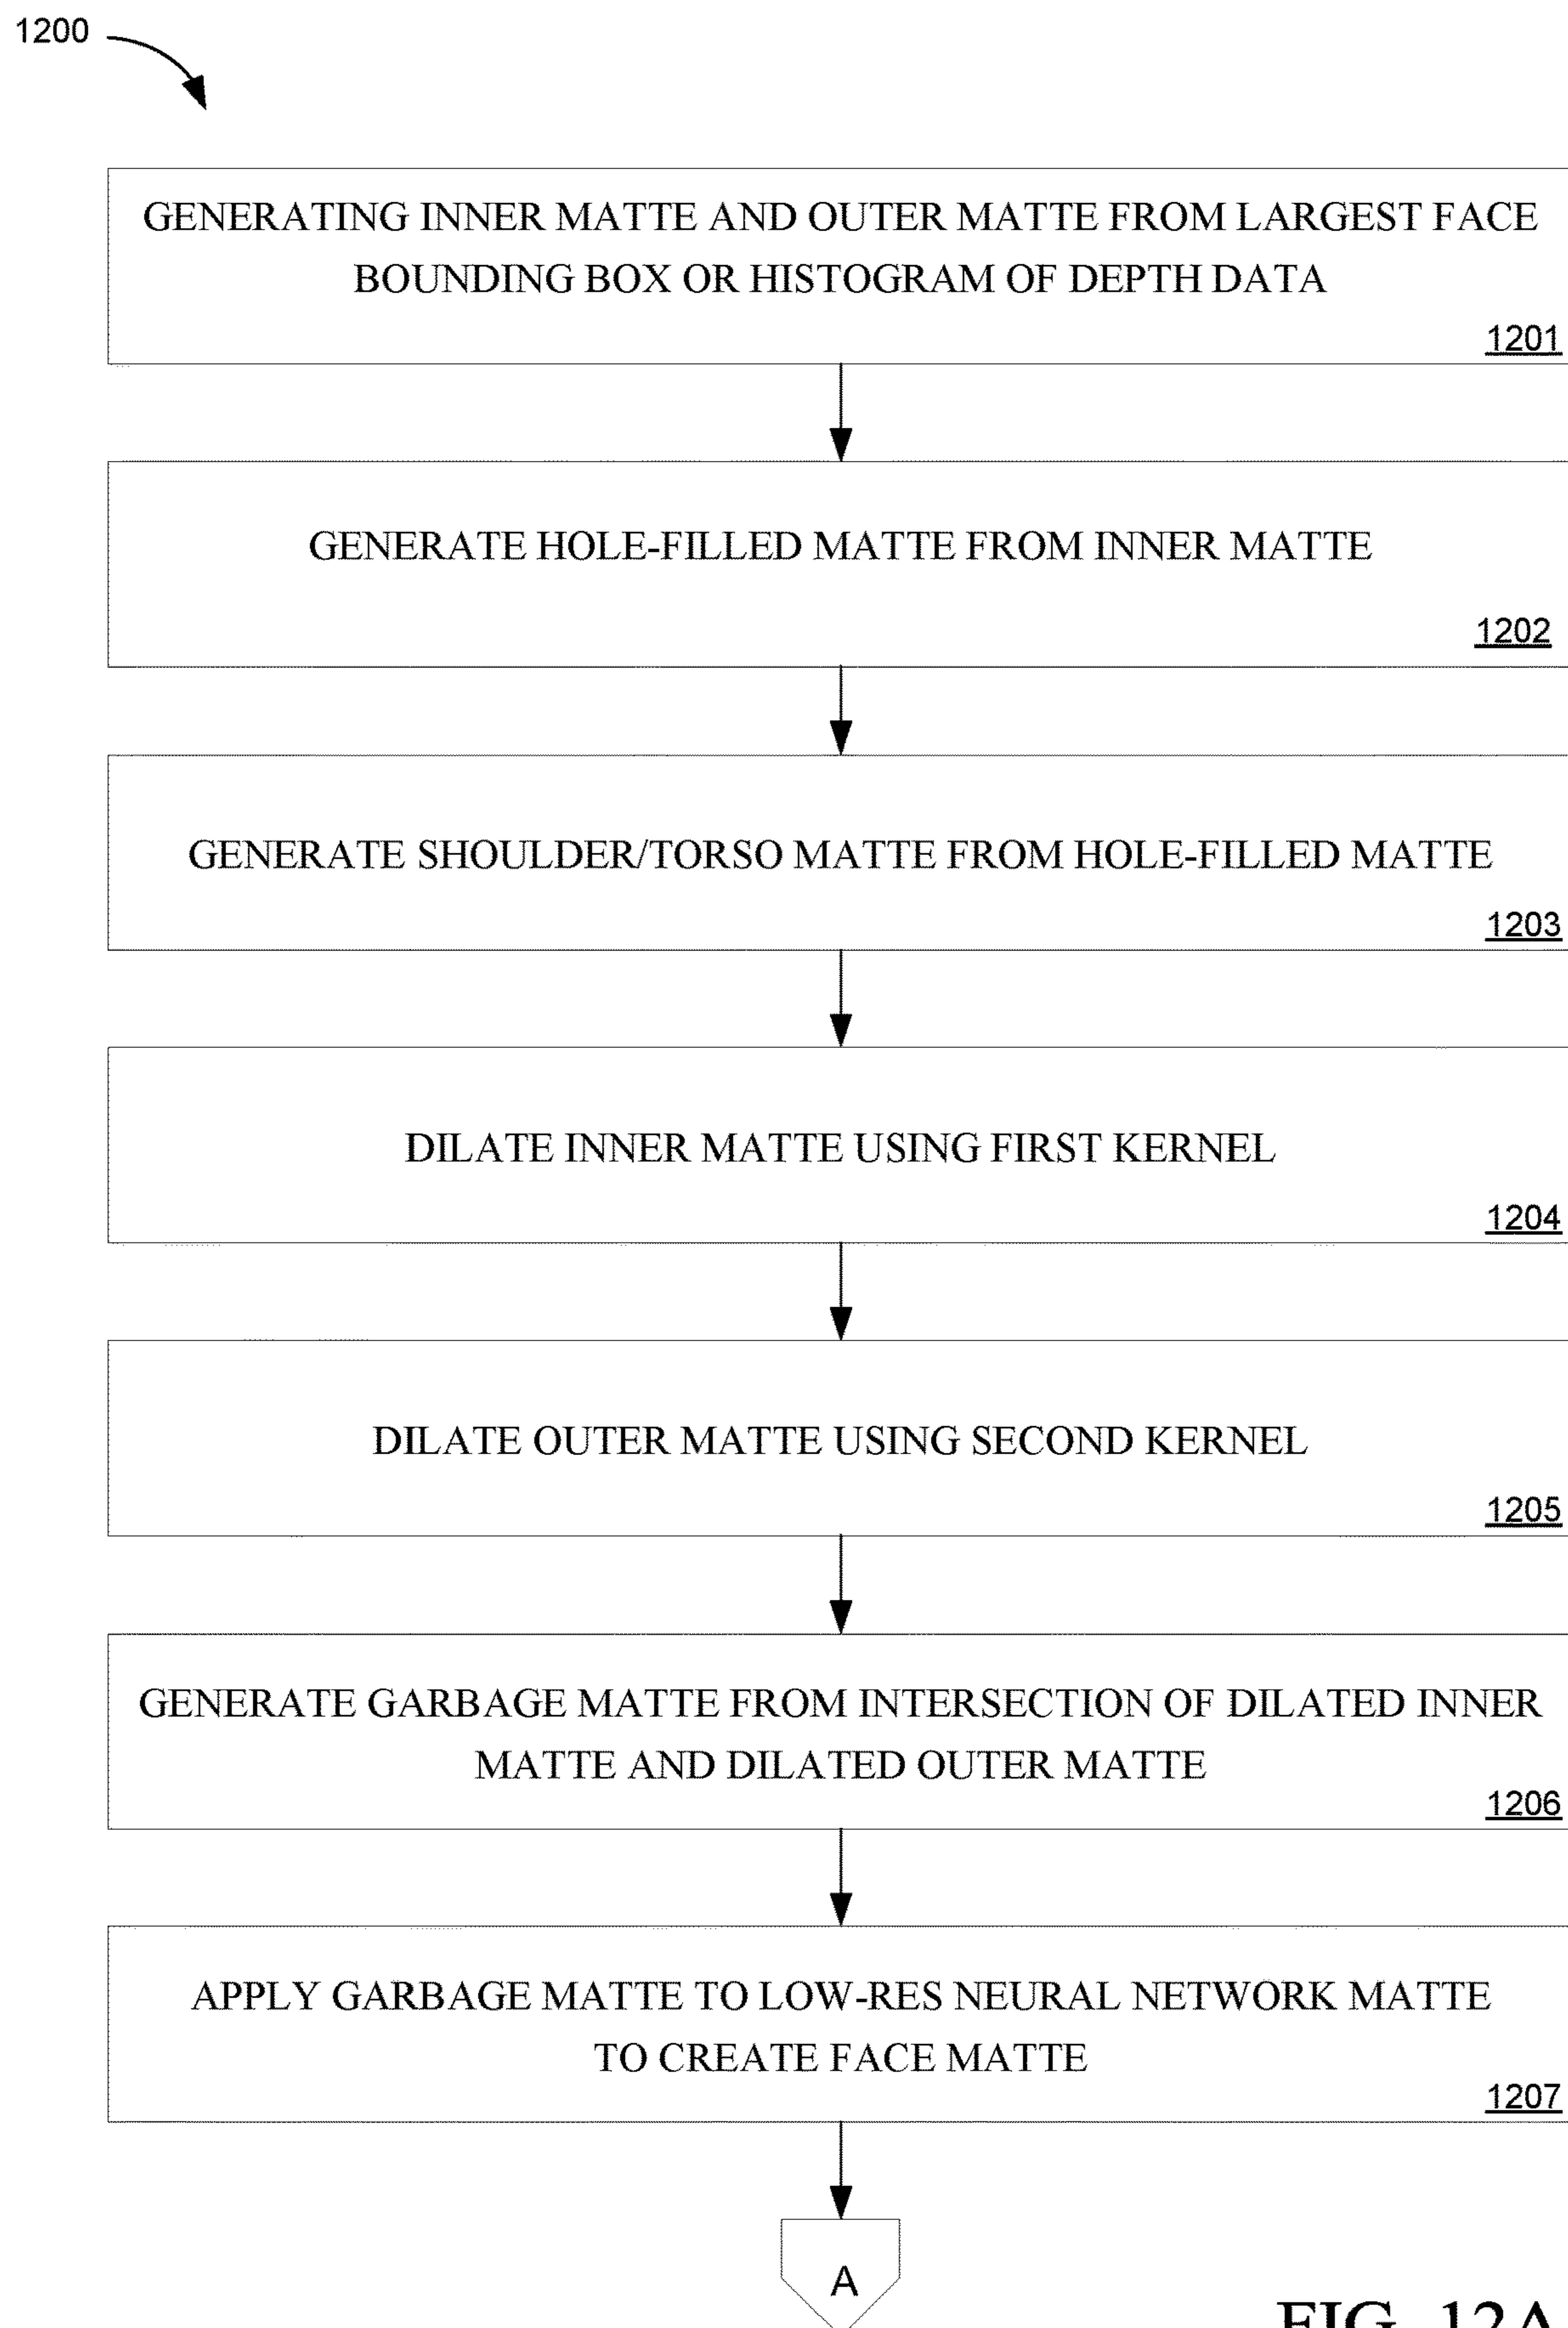 1200
GENERATING INNER MATTE AND OUTER MATTE FROM LARGEST FACE
BOUNDING BOX OR HISTOGRAM OF DEPTH DATA
1201
GENERATE HOLE-FILLED MATTE FROM INNER MATTE
1202
GENERATE SHOULDER/TORSO MATTE FROM HOLE-FILLED MATTE
1203
DILATE INNER MATTE USING FIRST KERNEL
1204
DILATE OUTER MATTE USING SECOND KERNEL
1205
GENERATE GARBAGE MATTE FROM INTERSECTION OF DILATED INNER
MATTE AND DILATED OUTER MATTE
1206
APPLY GARBAGE MATTE TO LOW-RES NEURAL NETWORK MATTE
TO CREATE FACE MATTE
1207
A
FIG. 12A